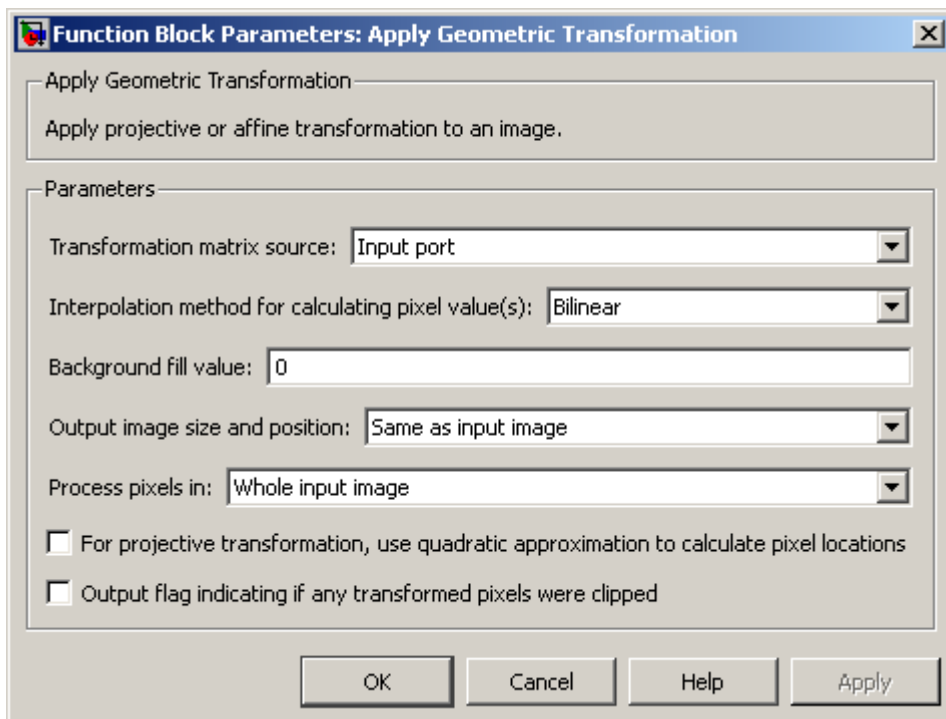 Function Block Parameters: Apply Geometric Transformation
Apply Geometric Transformation
Apply projective or affine transformation to an image.
Parameters
Transformation matrix source: Input port
Interpolation method for calculating pixel value(s): Bilinear
Background fill value: 0
Output image size and position: Same as input image
Process pixels in: Whole input image
For projective transformation, use quadratic approximation to calculate pixel locations
Output flag indicating if any transformed pixels were clipped
OK Cancel Help Apply